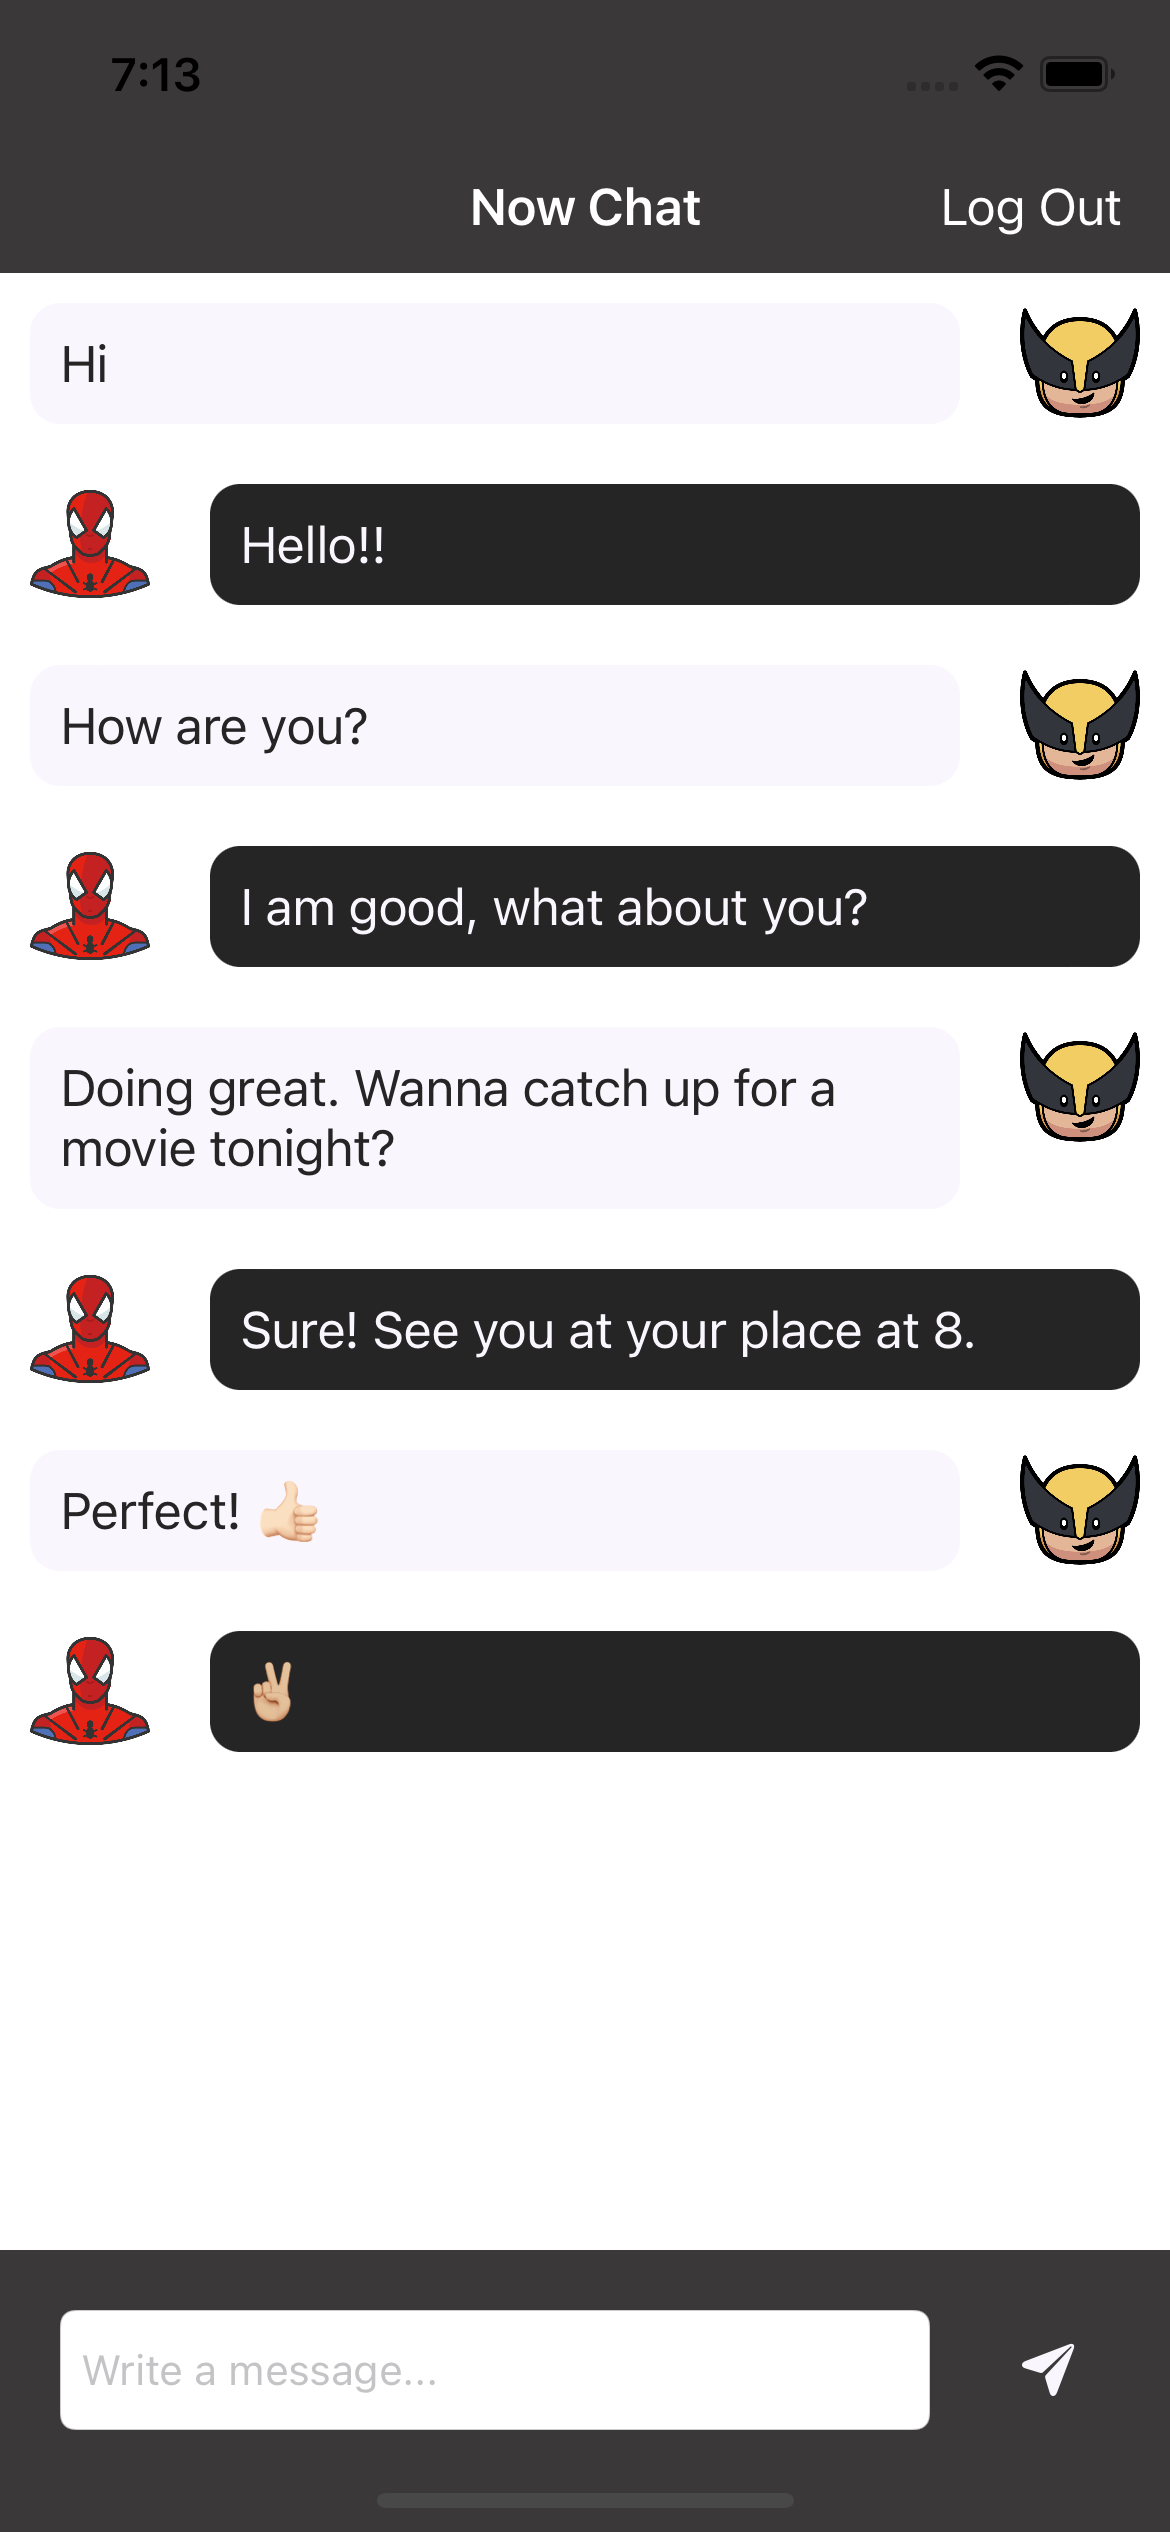 7:13
Now Chat
Log Out
Hi
Hello!!
How are you?
I am good, what about you?
Doing great. Wanna catch up for a
movie tonight?
Sure! See you at your place at 8.
Perfect! 👍🏻
✌🏼
Write a message...